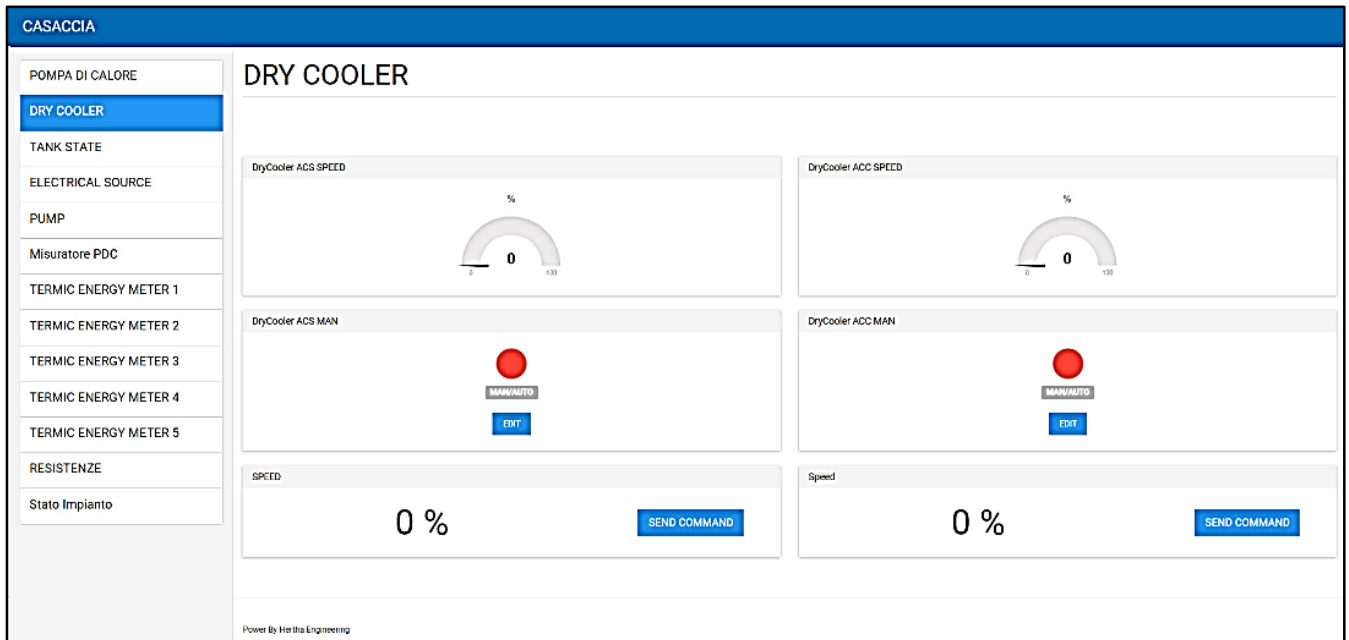 CASACCIA
POMPA DI CALORE
DRY COOLER
TANK STATE
ELECTRICAL SOURCE
PUMP
Misuratore PDC
TERMIC ENERGY METER 1
TERMIC ENERGY METER 2
TERMIC ENERGY METER 3
TERMIC ENERGY METER 4
TERMIC ENERGY METER 5
RESISTENZE
Stato Impianto
DRY COOLER
DryCooler ACS SPEED
%
0
0 100
DryCooler ACC SPEED
%
0
0 100
DryCooler ACS MAN
MAN/AUTO
EDIT
DryCooler ACC MAN
MAN/AUTO
EDIT
SPEED
0 % SEND COMMAND
Speed
0 % SEND COMMAND
Power By Hertha Engineering